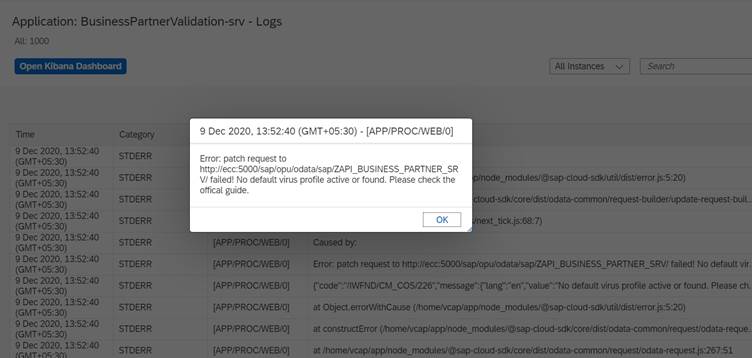 Application: BusinessPartnerValidation-srv - Logs
All: 1000
Open Kibana Dashboard
All Instances
Search
9 Dec 2020, 13:52:40 (GMT+05:30) - [APP/PROC/WEB/0]
Error: patch request to
http://ecc:5000/sap/opu/odata/sap/ZAPI_BUSINESS_PARTNER_SR
V/ failed! No default virus profile active or found. Please check the
offical guide.
OK
Time
Category
9 Dec 2020, 13:52:40
(GMT+05:30)
STDERR
9 Dec 2020, 13:52:40
(GMT+05:30)
STDERR
app/node_modules/@sap-cloud-sdk/util/dist/error.js:5:20)
9 Dec 2020, 13:52:40
(GMT+05:30)
STDERR
@sap-cloud-sdk/core/dist/odata-common/request-builder/update-request-buil...
9 Dec 2020, 13:52:40
(GMT+05:30)
STDERR
/next_tick.js:68:7)
9 Dec 2020, 13:52:40
(GMT+05:30)
STDERR
[APP/PROC/WEB/0]
Caused by:
9 Dec 2020, 13:52:40
(GMT+05:30)
STDERR
[APP/PROC/WEB/0]
Error: patch request to http://ecc:5000/sap/opu/odata/sap/ZAPI_BUSINESS_PARTNER_SRV/ failed! No default vir...
9 Dec 2020, 13:52:40
(GMT+05:30)
STDERR
[APP/PROC/WEB/0]
{"code":"/IWFND/CM_COS/226","message":{"lang":"en","value":"No default virus profile active or found. Please ch...
9 Dec 2020, 13:52:40
(GMT+05:30)
STDERR
[APP/PROC/WEB/0]
at Object.errorWithCause (/home/vcap/app/node_modules/@sap-cloud-sdk/util/dist/error.js:5:20)
9 Dec 2020, 13:52:40
(GMT+05:30)
STDERR
[APP/PROC/WEB/0]
at constructError (/home/vcap/app/node_modules/@sap-cloud-sdk/core/dist/odata-common/request/odata-reque...
9 Dec 2020, 13:52:40
STDERR
[APP/PROC/WEB/0]
at /home/vcap/app/node_modules/@sap-cloud-sdk/core/dist/odata-common/request/odata-request.js:267:51